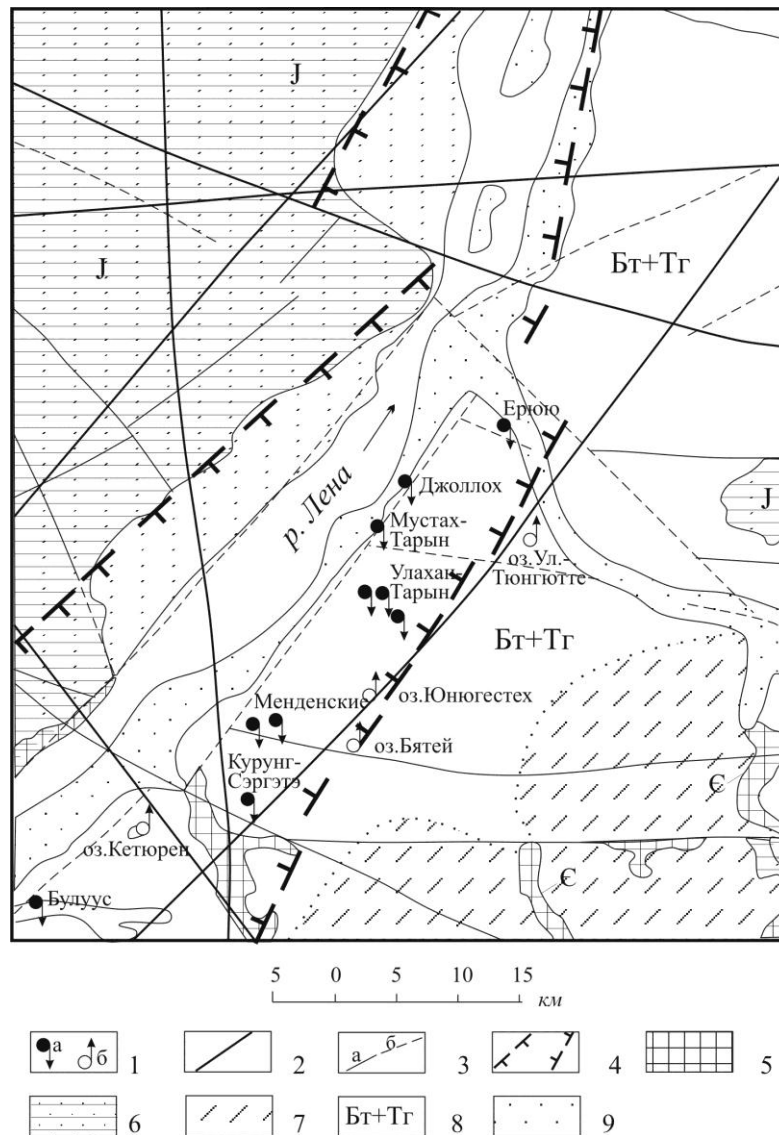 J
J
Бт+Тг
Ерюю
р. Лена
Джоллох
J
Мустах-
Тарын
оз.Ул.-
Тюнгютте
Улахан-
Тарын
Бт+Тг
оз.Юнюгестех
Менденские
оз.Бятей
Курунг-
Сэргэтэ
Є
оз.Кетюрен
Є
Булуус
5 0 5 10 15
км
а б 1
2
а б 3
4
5
6
7
Бт+Тг 8
9